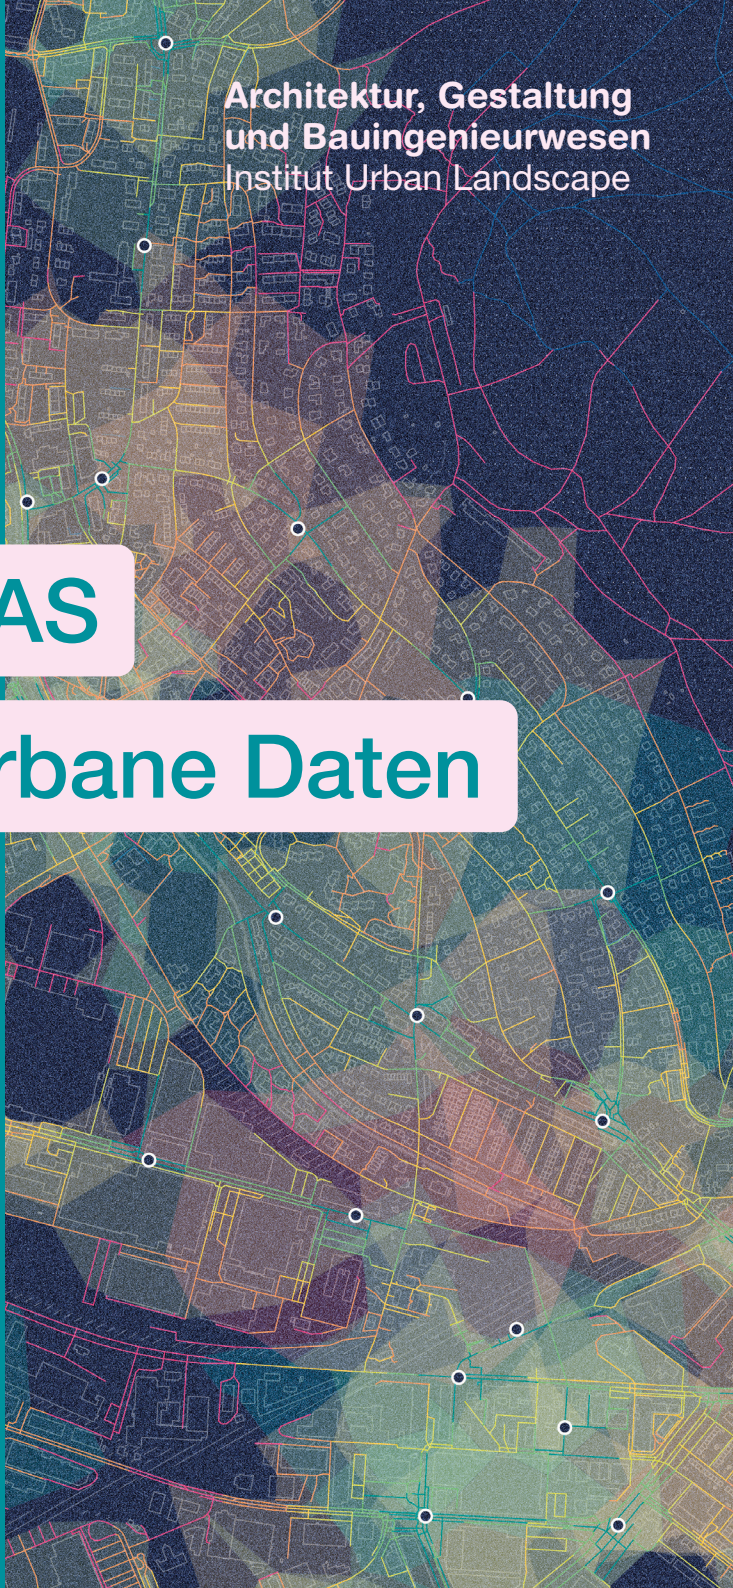 Architektur, Gestaltung
und Bauingenieurwesen
Institut Urban Landscape
AS
rbane Daten